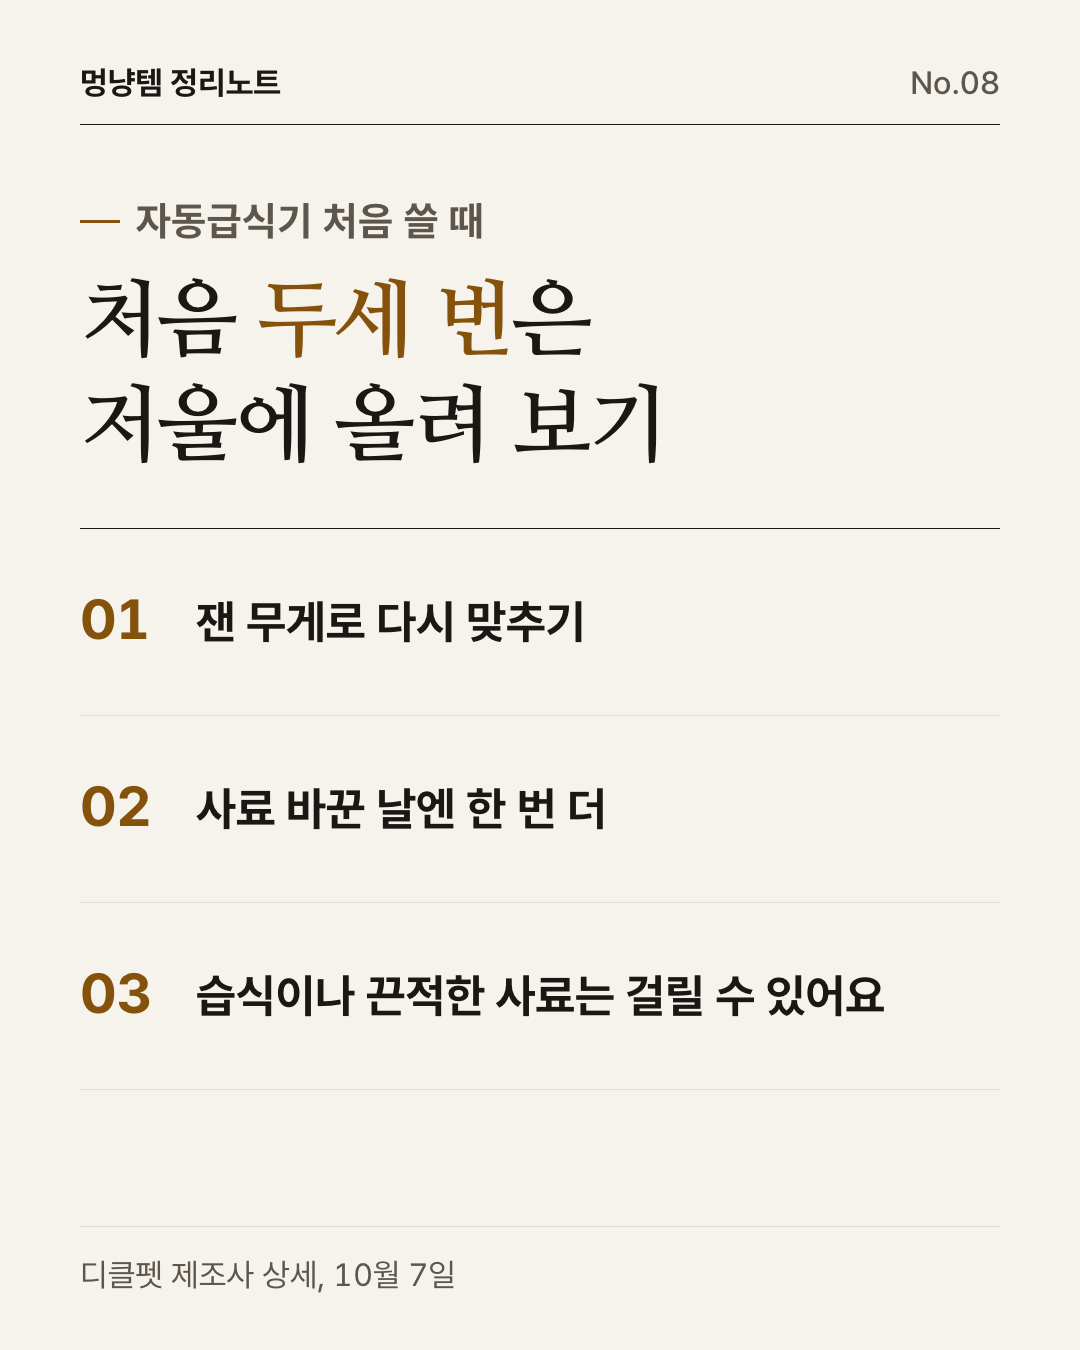 멍냥템 정리노트
No.08
자동급식기 처음 쓸 때
처음 두세 번은
저울에 올려 보기
01 잰 무게로 다시 맞추기
02 사료 바꾼 날엔 한 번 더
03 습식이나 끈적한 사료는 걸릴 수 있어요
디클펫 제조사 상세, 10월 7일